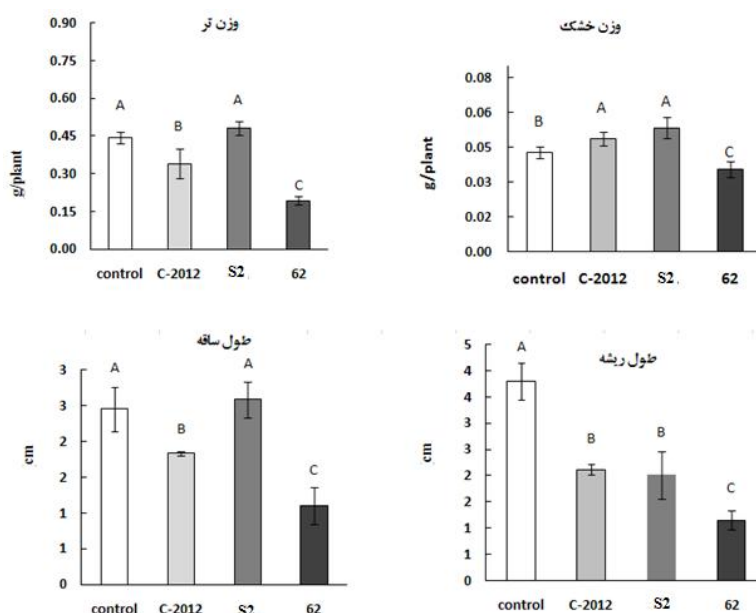 وزن تر
0.90
0.75
0.60
0.45
0.30
0.15
0.00
g/plant
A
B
A
C
control C-2012 S2. 62
وزن خشک
0.08
0.06
0.05
0.03
0.02
0.00
g/plant
B
A
A
C
control C-2012 S2. 62
طول ساقه
3
3
2
2
1
1
0
cm
A
B
A
C
control C-2012 S2 62
طول ریشه
5
4
4
3
3
2
2
1
1
0
cm
A
B
B
C
control C-2012 S2 62